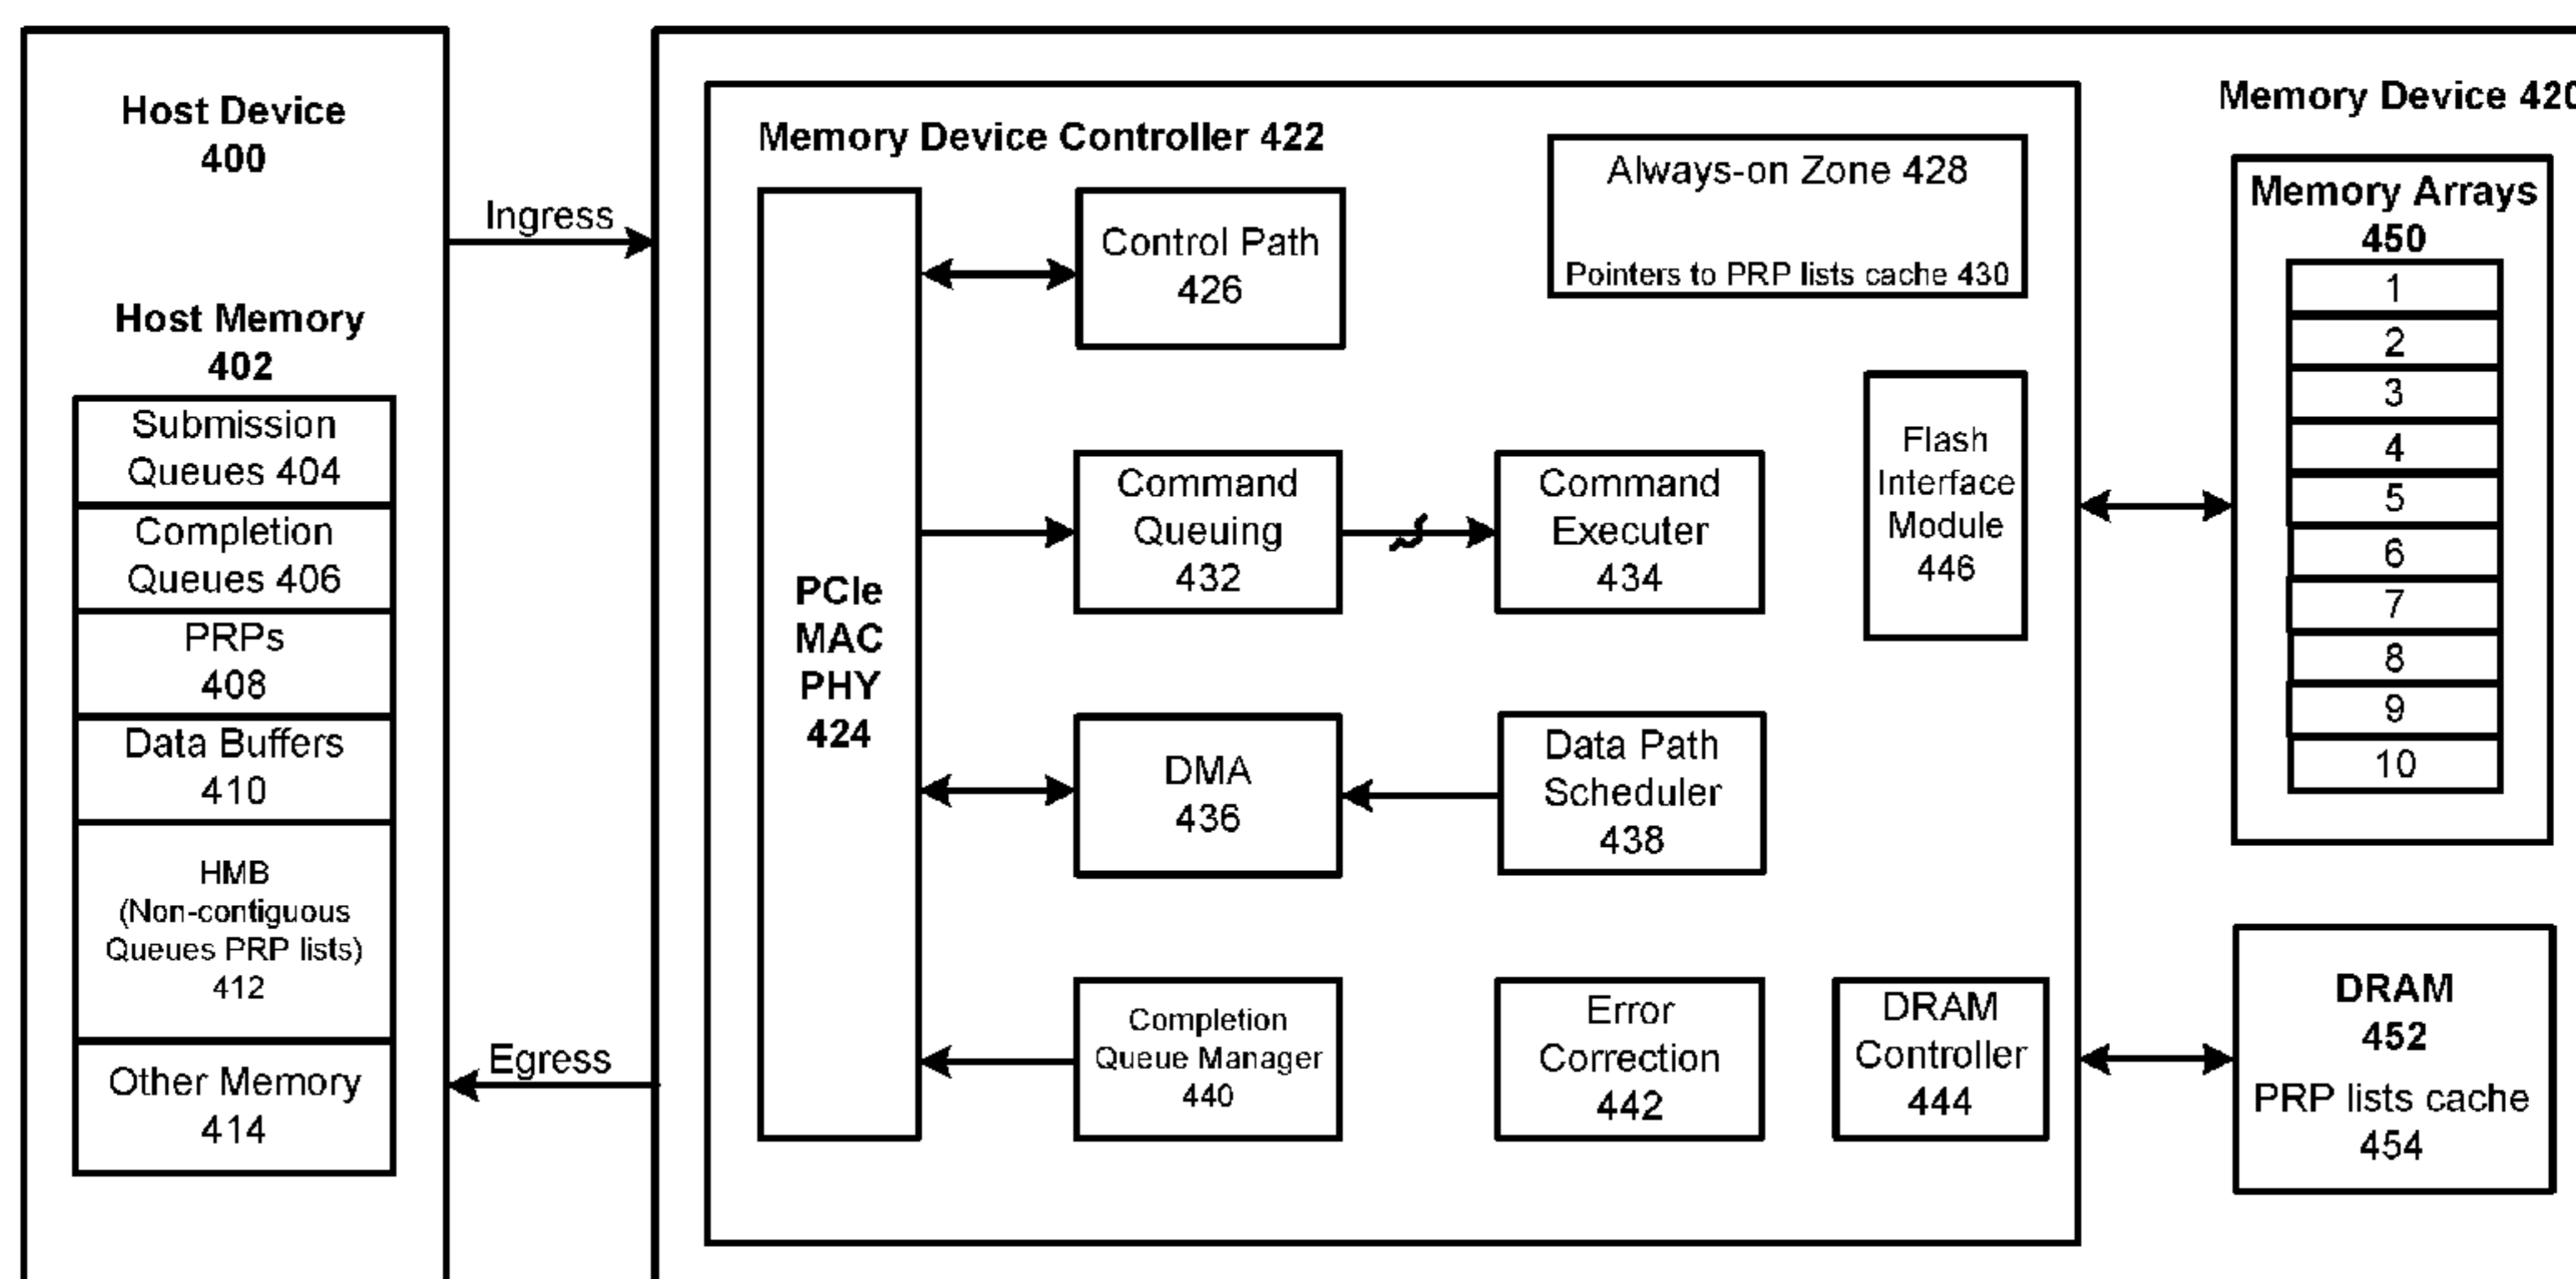 Host Device
400
Host Memory
402
Submission
Queues 404
Completion
Queues 406
PRPs
408
Data Buffers
410
HMB
(Non-contiguous
Queues PRP lists)
412
Other Memory
414
Ingress
Egress
Memory Device Controller 422
PCIe
MAC
PHY
424
Control Path
426
Always-on Zone 428
Pointers to PRP lists cache 430
Command
Queuing
432
Command
Executer
434
Flash
Interface
Module
446
DMA
436
Data Path
Scheduler
438
Completion
Queue Manager
440
Error
Correction
442
DRAM
Controller
444
Memory Device 420
Memory Arrays
450
1
2
3
4
5
6
7
8
9
10
DRAM
452
PRP lists cache
454